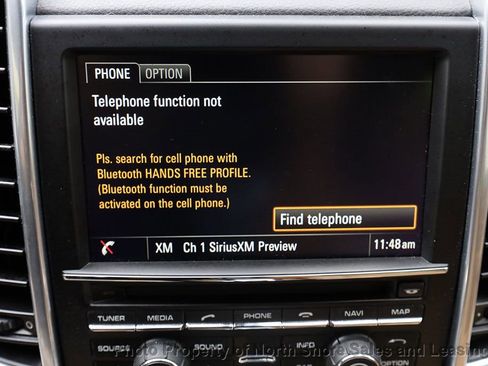 PHONE OPTION
Telephone function not
available
Pls. search for cell phone with
Bluetooth HANDS FREE PROFILE.
(Bluetooth function must be
activated on the cell phone.)
Find telephone
XM Ch 1 SiriusXM Preview 11:48 am
TUNER MEDIA PHONE NAVI MAP
SOURCE SOUND INFO OPTION
Photo Property of North Shore Sales and Leasing